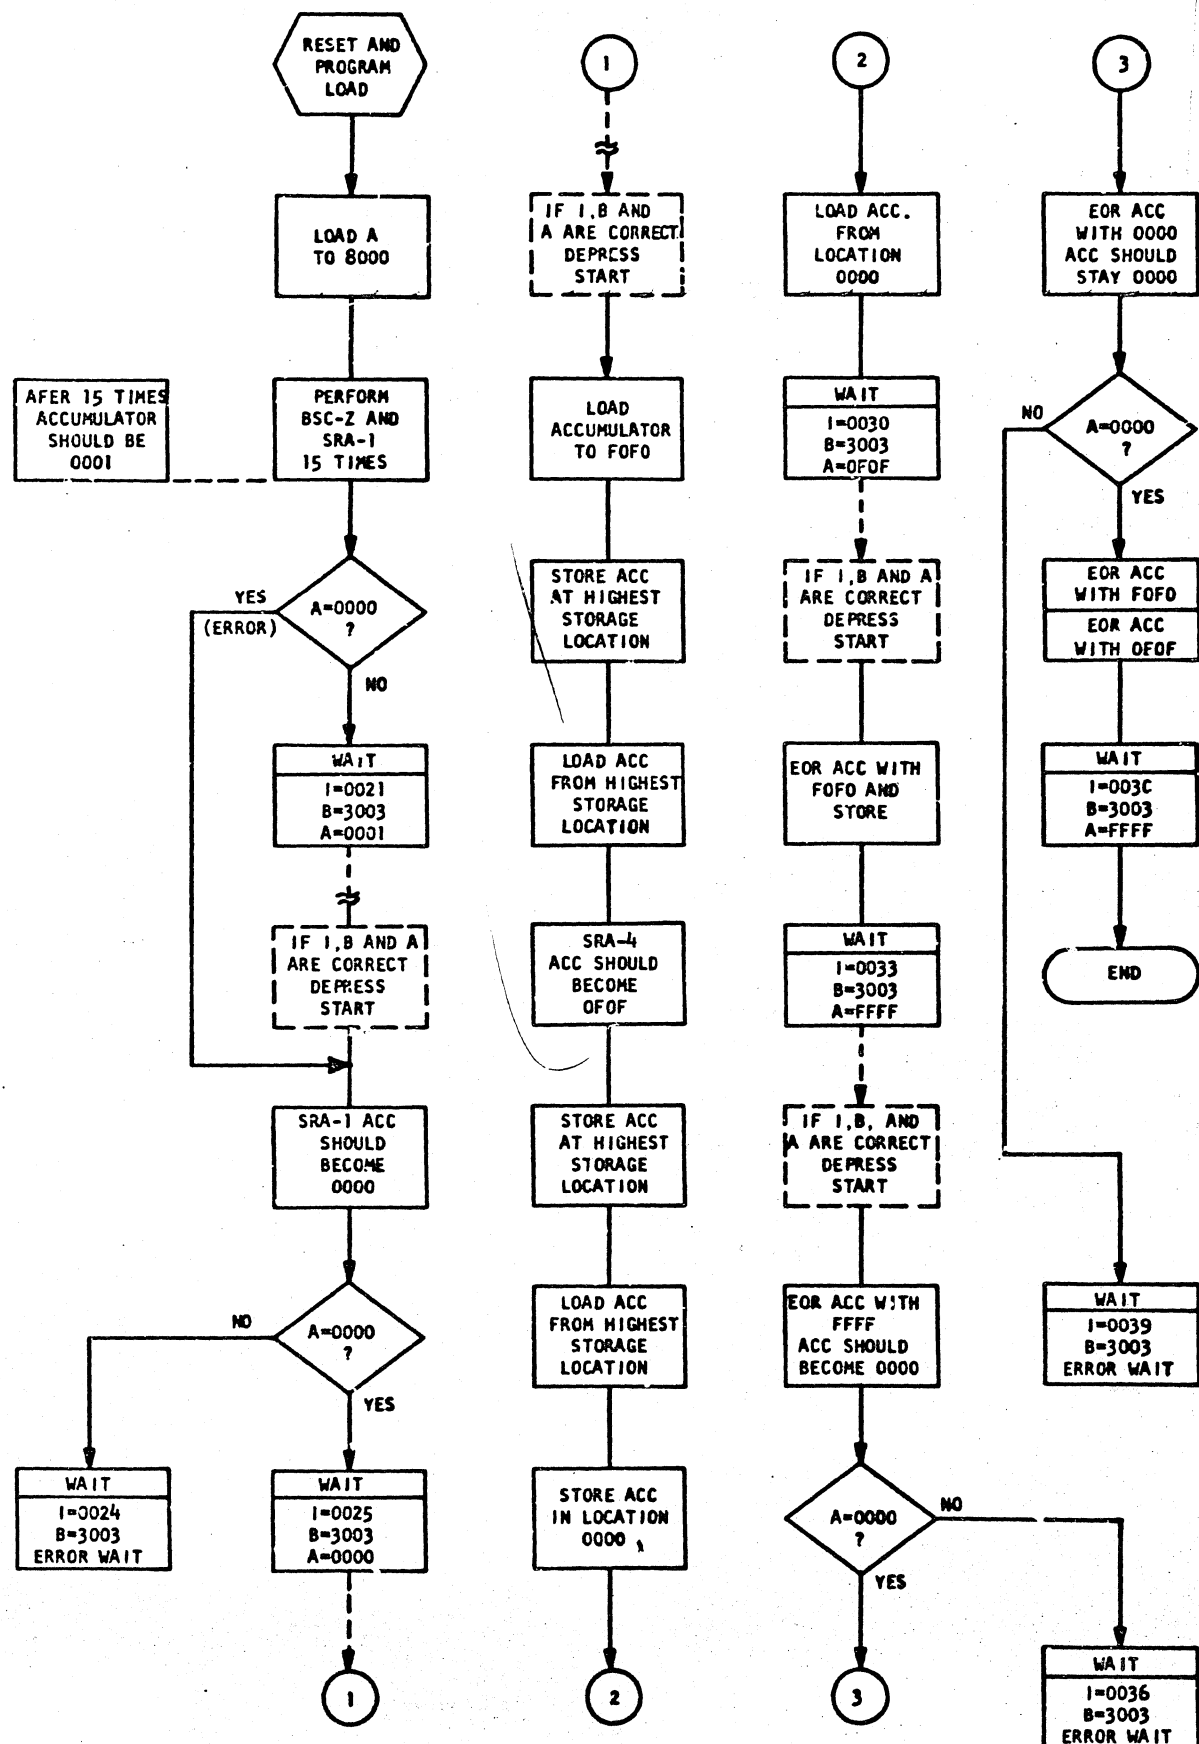 RESET AND
PROGRAM
LOAD
LOAD A
TO 8000
AFER 15 TIMES
ACCUMULATOR
SHOULD BE
0001
PERFORM
BSC-Z AND
SRA-1
15 TIMES
YES
(ERROR)
A=0000
?
NO
WAIT
I=0021
B=3003
A=0001
IF I,B AND A
ARE CORRECT
DEPRESS
START
SRA-1 ACC
SHOULD
BECOME
0000
NO
A=0000
?
YES
WAIT
I=0024
B=3003
ERROR WAIT
WAIT
I=0025
B=3003
A=0000
1
1
IF I,B AND
A ARE CORRECT
DEPRESS
START
LOAD
ACCUMULATOR
TO F0F0
STORE ACC
AT HIGHEST
STORAGE
LOCATION
LOAD ACC
FROM HIGHEST
STORAGE
LOCATION
SRA-4
ACC SHOULD
BECOME
0F0F
STORE ACC
AT HIGHEST
STORAGE
LOCATION
LOAD ACC
FROM HIGHEST
STORAGE
LOCATION
STORE ACC
IN LOCATION
0000
2
2
LOAD ACC.
FROM
LOCATION
0000
WAIT
I=0030
B=3003
A=0F0F
IF I,B AND A
ARE CORRECT
DEPRESS
START
EOR ACC WITH
F0F0 AND
STORE
WAIT
I=0033
B=3003
A=FFFF
IF I,B, AND
A ARE CORRECT
DEPRESS
START
EOR ACC WITH
FFFF
ACC SHOULD
BECOME 0000
A=0000
?
NO
YES
3
3
EOR ACC
WITH 0000
ACC SHOULD
STAY 0000
NO
A=0000
?
YES
EOR ACC
WITH F0F0
EOR ACC
WITH 0F0F
WAIT
I=003C
B=3003
A=FFFF
END
WAIT
I=0039
B=3003
ERROR WAIT
WAIT
I=0036
B=3003
ERROR WAIT